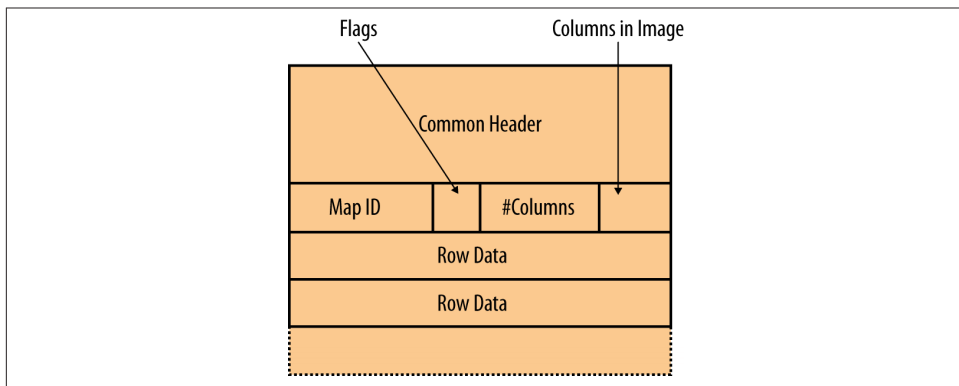 Flags
Columns in Image
Common Header
Map ID
#Columns
Row Data
Row Data